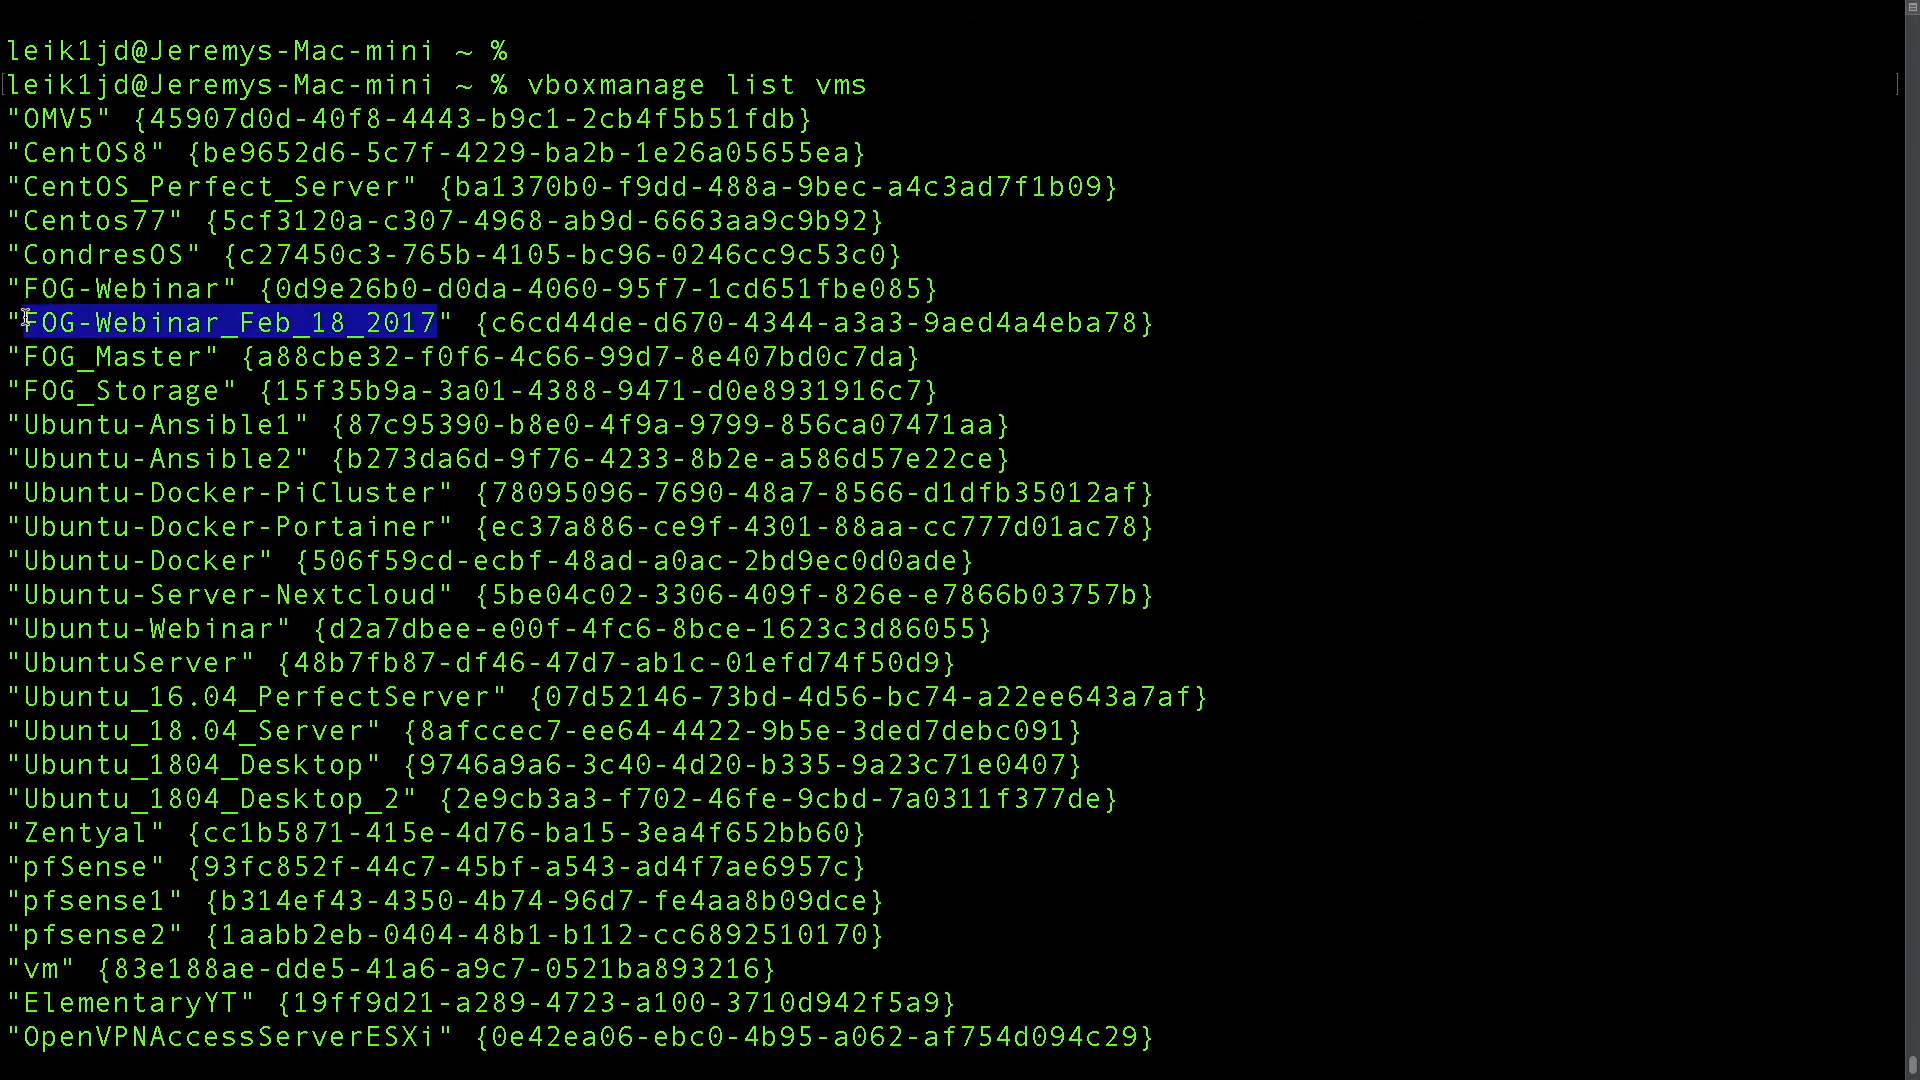 leik1jd@Jeremys-Mac-mini ~ %
leik1jd@Jeremys-Mac-mini ~ % vboxmanage list vms
"OMV5" {45907d0d-40f8-4443-b9c1-2cb4f5b51fdb}
"CentOS8" {be9652d6-5c7f-4229-ba2b-1e26a05655ea}
"CentOS_Perfect_Server" {ba1370b0-f9dd-488a-9bec-a4c3ad7f1b09}
"Centos77" {5cf3120a-c307-4968-ab9d-6663aa9c9b92}
"CondresOS" {c27450c3-765b-4105-bc96-0246cc9c53c0}
"FOG-Webinar" {0d9e26b0-d0da-4060-95f7-1cd651fbe085}
"FOG-Webinar_Feb_18_2017" {c6cd44de-d670-4344-a3a3-9aed4a4eba78}
"FOG_Master" {a88cbe32-f0f6-4c66-99d7-8e407bd0c7da}
"FOG_Storage" {15f35b9a-3a01-4388-9471-d0e8931916c7}
"Ubuntu-Ansible1" {87c95390-b8e0-4f9a-9799-856ca07471aa}
"Ubuntu-Ansible2" {b273da6d-9f76-4233-8b2e-a586d57e22ce}
"Ubuntu-Docker-PiCluster" {78095096-7690-48a7-8566-d1dfb35012af}
"Ubuntu-Docker-Portainer" {ec37a886-ce9f-4301-88aa-cc777d01ac78}
"Ubuntu-Docker" {506f59cd-ecbf-48ad-a0ac-2bd9ec0d0ade}
"Ubuntu-Server-Nextcloud" {5be04c02-3306-409f-826e-e7866b03757b}
"Ubuntu-Webinar" {d2a7dbee-e00f-4fc6-8bce-1623c3d86055}
"UbuntuServer" {48b7fb87-df46-47d7-ab1c-01efd74f50d9}
"Ubuntu_16.04_PerfectServer" {07d52146-73bd-4d56-bc74-a22ee643a7af}
"Ubuntu_18.04_Server" {8afccec7-ee64-4422-9b5e-3ded7debc091}
"Ubuntu_1804_Desktop" {9746a9a6-3c40-4d20-b335-9a23c71e0407}
"Ubuntu_1804_Desktop_2" {2e9cb3a3-f702-46fe-9cbd-7a0311f377de}
"Zentyal" {cc1b5871-415e-4d76-ba15-3ea4f652bb60}
"pfSense" {93fc852f-44c7-45bf-a543-ad4f7ae6957c}
"pfsense1" {b314ef43-4350-4b74-96d7-fe4aa8b09dce}
"pfsense2" {1aabb2eb-0404-48b1-b112-cc6892510170}
"vm" {83e188ae-dde5-41a6-a9c7-0521ba893216}
"ElementaryYT" {19ff9d21-a289-4723-a100-3710d942f5a9}
"OpenVPNAccessServerESXi" {0e42ea06-ebc0-4b95-a062-af754d094c29}